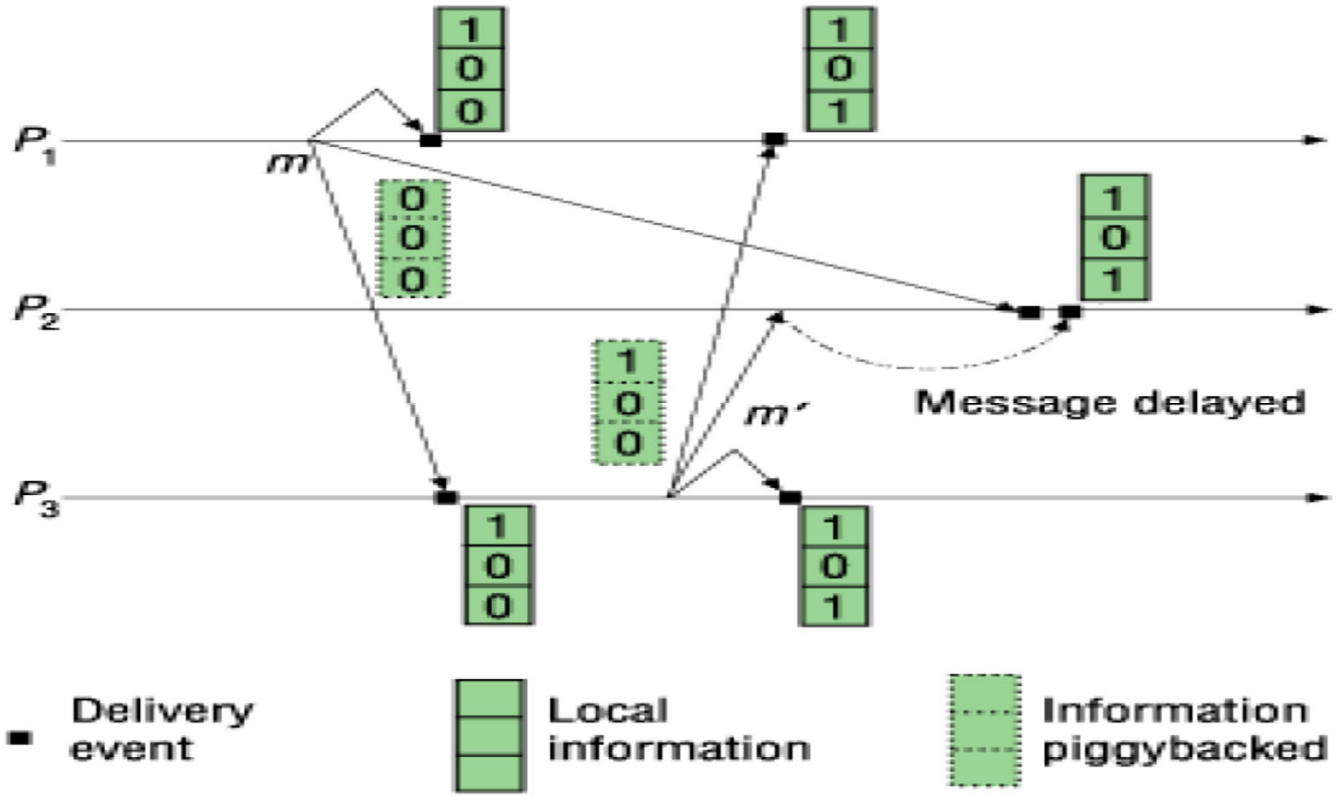 1
0
0
1
0
1
P1
m
0
0
0
1
0
1
P2
1
0
0
m′
Message delayed
P3
1
0
0
1
0
1
Delivery
event
Local
information
Information
piggybacked